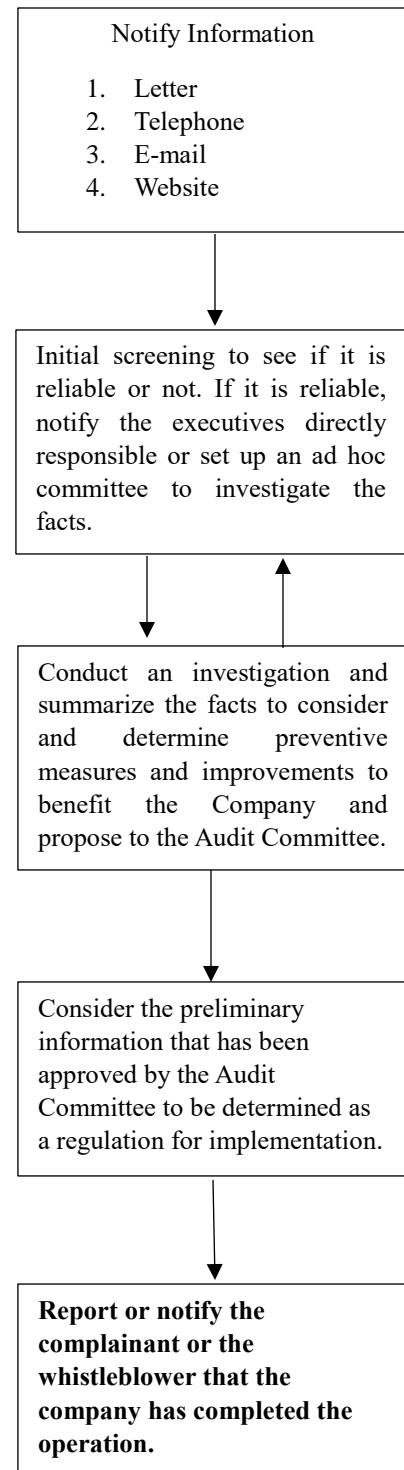 Notify Information
1. Letter
2. Telephone
3. E-mail
4. Website
Initial screening to see if it is
reliable or not. If it is reliable,
notify the executives directly
responsible or set up an ad hoc
committee to investigate the
facts.
Conduct an investigation and
summarize the facts to consider
and determine preventive
measures and improvements to
benefit the Company and
propose to the Audit Committee.
Consider the preliminary
information that has been
approved by the Audit
Committee to be determined as
a regulation for implementation.
Report or notify the
complainant or the
whistleblower that the
company has completed the
operation.